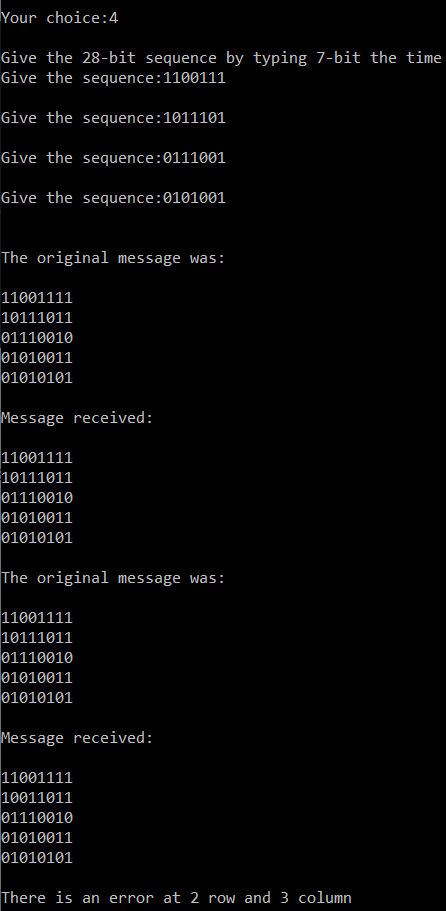 Your choice:4
Give the 28-bit sequence by typing 7-bit the time
Give the sequence:1100111
Give the sequence:1011101
Give the sequence:0111001
Give the sequence:0101001
The original message was:
11001111
10111011
01110010
01010011
01010101
Message received:
11001111
10111011
01110010
01010011
01010101
The original message was:
11001111
10111011
01110010
01010011
01010101
Message received:
11001111
10011011
01110010
01010011
01010101
There is an error at 2 row and 3 column